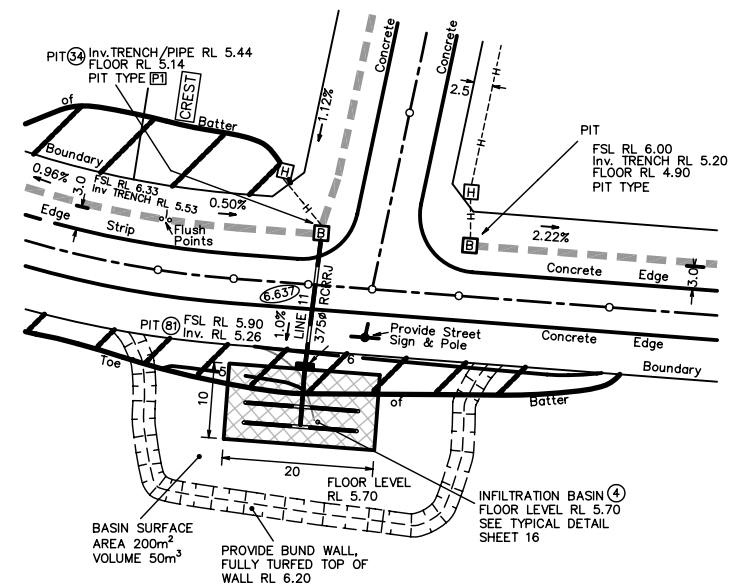 PIT 34 Inv.TRENCH/PIPE RL 5.44
FLOOR RL 5.14
PIT TYPE P1
CREST
of
Batter
1.12%
Concrete
Concrete
H
H
H
2.5
H
H
H
PIT
FSL RL 6.00
Inv. TRENCH RL 5.20
FLOOR RL 4.90
PIT TYPE
Boundary
0.96%
3.0
FSL RL 6.33
Inv TRENCH RL 5.53
0.50%
Edge
Strip
Flush
Points
B
B
2.22%
Concrete
Edge
3.0
6.637
PIT 81 FSL RL 5.90
Inv. RL 5.26
1.0%
LINE 11
375ø RCRRJ
Provide Street
Sign & Pole
Concrete
Edge
Boundary
Toe
of
Batter
5
6
10
20
FLOOR LEVEL
RL 5.70
INFILTRATION BASIN 4
FLOOR LEVEL RL 5.70
SEE TYPICAL DETAIL
SHEET 16
BASIN SURFACE
AREA 200m²
VOLUME 50m³
PROVIDE BUND WALL,
FULLY TURFED TOP OF
WALL RL 6.20